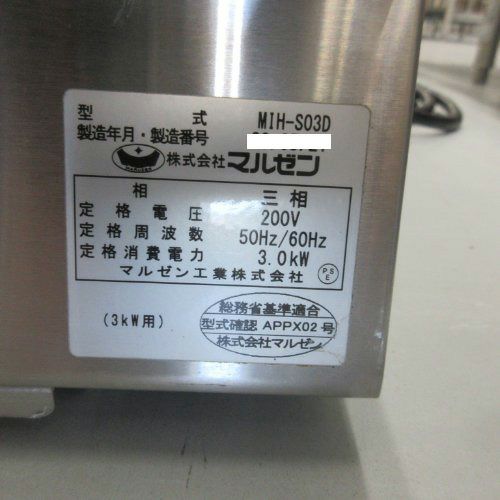 型式 MIH-S03D
製造年月・製造番号
株式会社マルゼン
相 三相
定格電圧 200V
定格周波数 50Hz/60Hz
定格消費電力 3.0kW
マルゼン工業株式会社 PSE
(3kW用)
総務省基準適合
型式確認 APPX02号
株式会社マルゼン